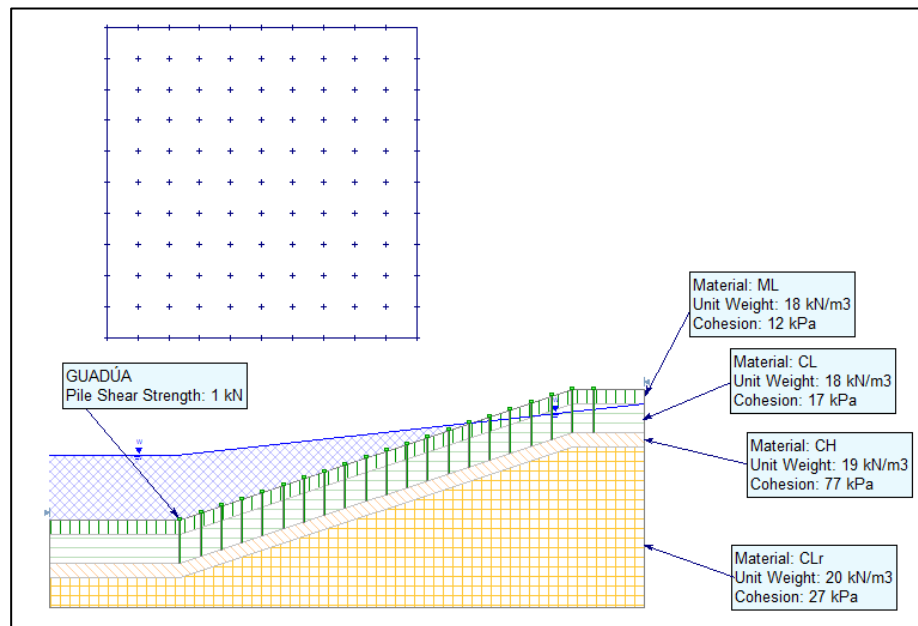 Material: ML
Unit Weight: 18 kN/m3
Cohesion: 12 kPa
GUADÚA
Pile Shear Strength: 1 kN
Material: CL
Unit Weight: 18 kN/m3
Cohesion: 17 kPa
Material: CH
Unit Weight: 19 kN/m3
Cohesion: 77 kPa
Material: CLr
Unit Weight: 20 kN/m3
Cohesion: 27 kPa